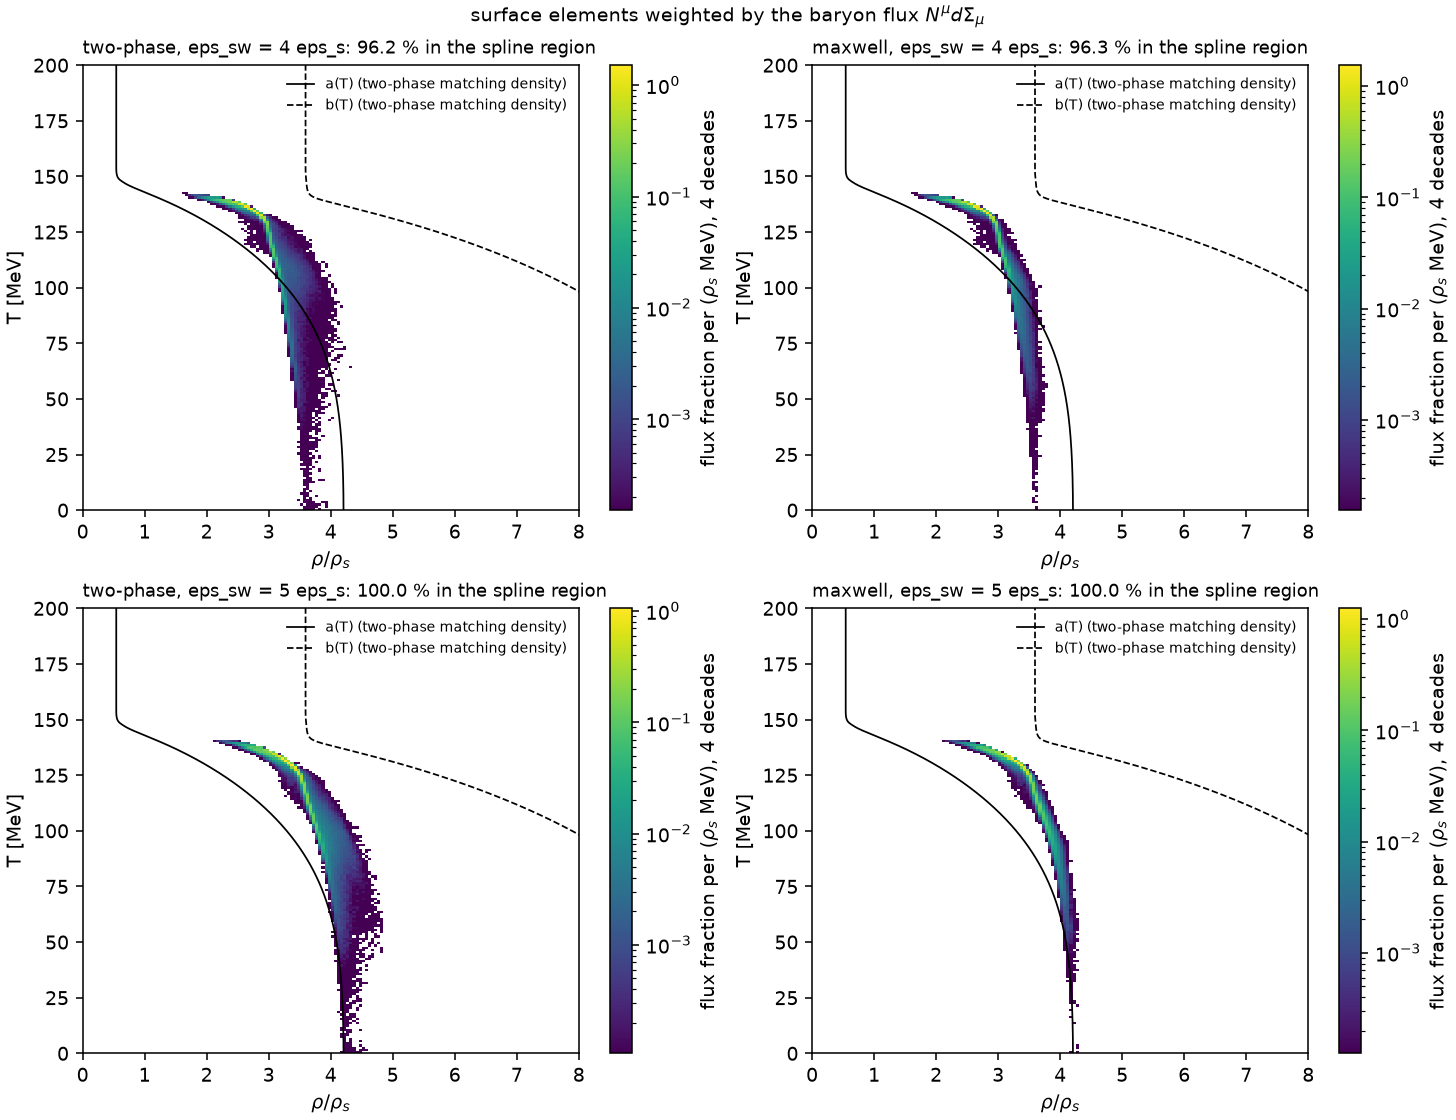 surface elements weighted by the baryon flux N^μ dΣ_μ
two-phase, eps_sw = 4 eps_s: 96.2 % in the spline region
a(T) (two-phase matching density)
b(T) (two-phase matching density)
200
175
150
125
100
75
50
25
0
T [MeV]
0 1 2 3 4 5 6 7 8
ρ/ρ_s
10^0
10^−1
10^−2
10^−3
flux fraction per (ρ_s MeV), 4 decades
maxwell, eps_sw = 4 eps_s: 96.3 % in the spline region
a(T) (two-phase matching density)
b(T) (two-phase matching density)
200
175
150
125
100
75
50
25
0
T [MeV]
0 1 2 3 4 5 6 7 8
ρ/ρ_s
10^0
10^−1
10^−2
10^−3
flux fraction per (ρ_s MeV), 4 decades
two-phase, eps_sw = 5 eps_s: 100.0 % in the spline region
a(T) (two-phase matching density)
b(T) (two-phase matching density)
200
175
150
125
100
75
50
25
0
T [MeV]
0 1 2 3 4 5 6 7 8
ρ/ρ_s
10^0
10^−1
10^−2
10^−3
flux fraction per (ρ_s MeV), 4 decades
maxwell, eps_sw = 5 eps_s: 100.0 % in the spline region
a(T) (two-phase matching density)
b(T) (two-phase matching density)
200
175
150
125
100
75
50
25
0
T [MeV]
0 1 2 3 4 5 6 7 8
ρ/ρ_s
10^0
10^−1
10^−2
10^−3
flux fraction per (ρ_s MeV), 4 decades